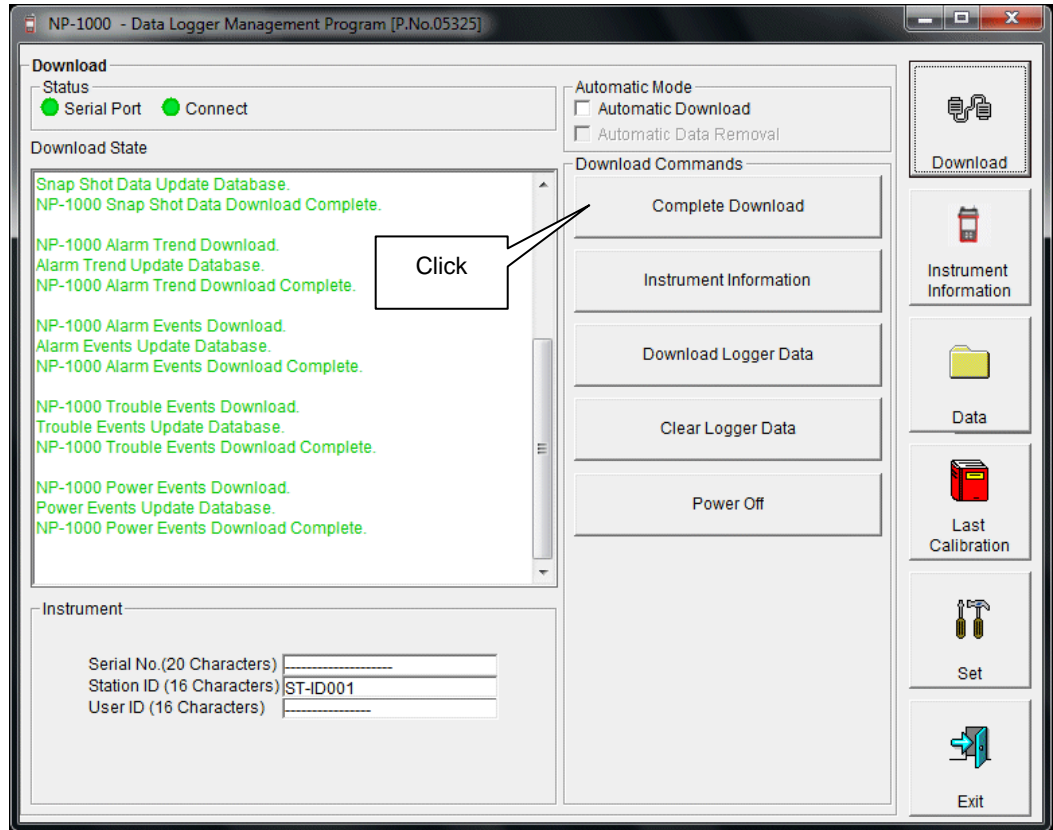 NP-1000 - Data Logger Management Program [P.No.05325]
Download
Status
Serial Port Connect
Download State
Snap Shot Data Update Database.
NP-1000 Snap Shot Data Download Complete.
NP-1000 Alarm Trend Download.
Alarm Trend Update Database.
NP-1000 Alarm Trend Download Complete.
NP-1000 Alarm Events Download.
Alarm Events Update Database.
NP-1000 Alarm Events Download Complete.
NP-1000 Trouble Events Download.
Trouble Events Update Database.
NP-1000 Trouble Events Download Complete.
NP-1000 Power Events Download.
Power Events Update Database.
NP-1000 Power Events Download Complete.
Click
Instrument
Serial No.(20 Characters) --------------------
Station ID (16 Characters) ST-ID001
User ID (16 Characters) ----------------
Automatic Mode
Automatic Download
Automatic Data Removal
Download Commands
Complete Download
Instrument Information
Download Logger Data
Clear Logger Data
Power Off
Download
Instrument
Information
Data
Last
Calibration
Set
Exit